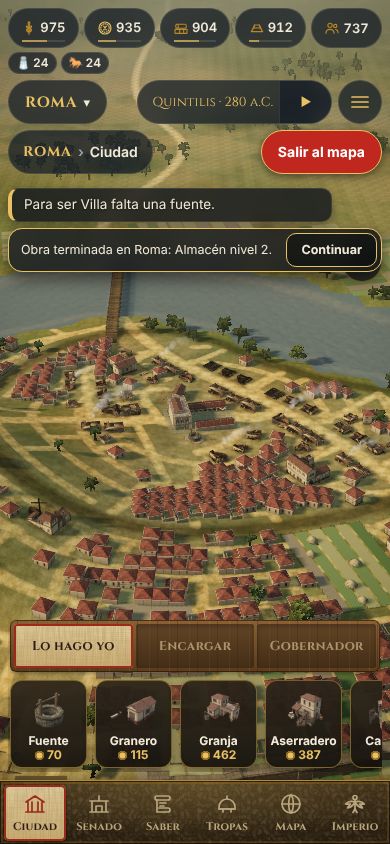 975 935 904 912 737
24 24
ROMA ▾ QUINTILIS · 280 A.C.
ROMA › Ciudad Salir al mapa
Para ser Villa falta una fuente.
Obra terminada en Roma: Almacén nivel 2. Continuar
LO HAGO YO ENCARGAR GOBERNADOR
Fuente Granero Granja Aserradero Ca
70 115 462 387
CIUDAD SENADO SABER TROPAS MAPA IMPERIO